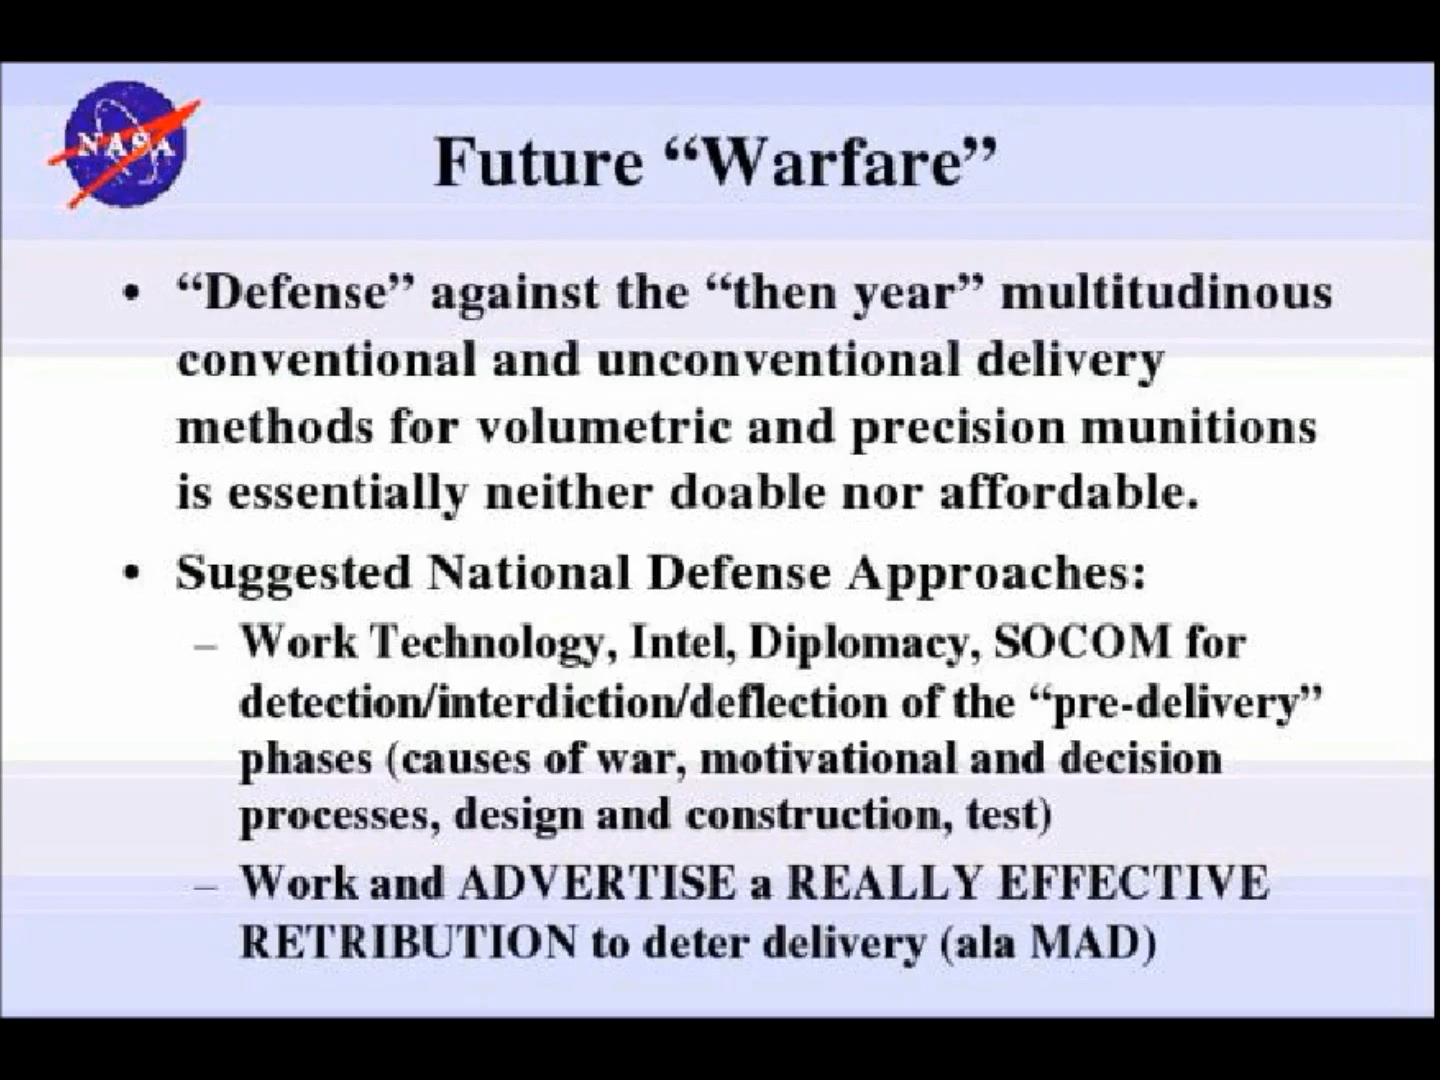 NASA
Future “Warfare”
• “Defense” against the “then year” multitudinous
conventional and unconventional delivery
methods for volumetric and precision munitions
is essentially neither doable nor affordable.
• Suggested National Defense Approaches:
– Work Technology, Intel, Diplomacy, SOCOM for
detection/interdiction/deflection of the “pre-delivery”
phases (causes of war, motivational and decision
processes, design and construction, test)
– Work and ADVERTISE a REALLY EFFECTIVE
RETRIBUTION to deter delivery (ala MAD)